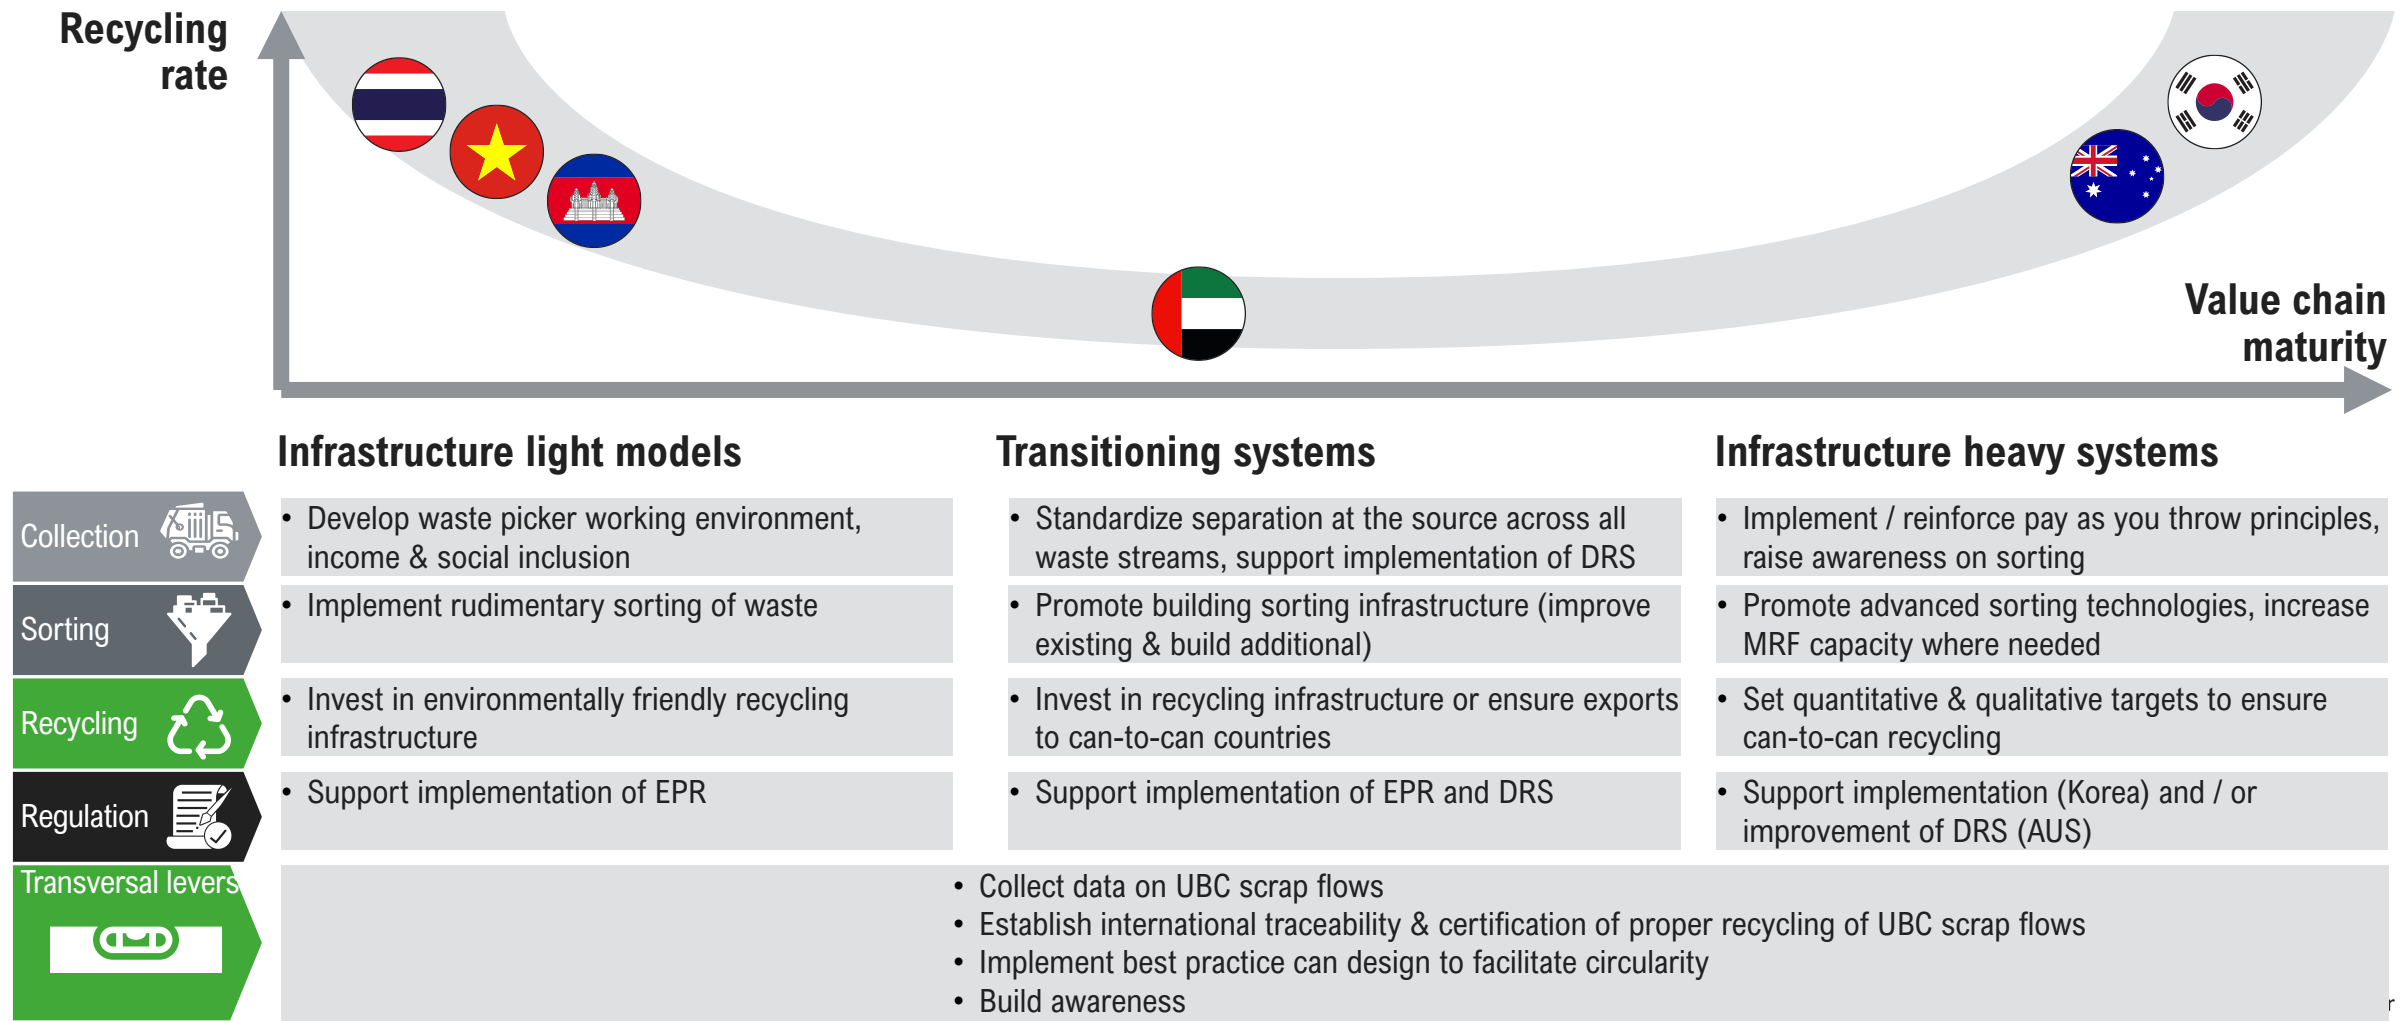 Recycling
rate
Value chain
maturity
Infrastructure light models
Transitioning systems
Infrastructure heavy systems
Collection
• Develop waste picker working environment,
income & social inclusion
• Standardize separation at the source across all
waste streams, support implementation of DRS
• Implement / reinforce pay as you throw principles,
raise awareness on sorting
Sorting
• Implement rudimentary sorting of waste
• Promote building sorting infrastructure (improve
existing & build additional)
• Promote advanced sorting technologies, increase
MRF capacity where needed
Recycling
• Invest in environmentally friendly recycling
infrastructure
• Invest in recycling infrastructure or ensure exports
to can-to-can countries
• Set quantitative & qualitative targets to ensure
can-to-can recycling
Regulation
• Support implementation of EPR
• Support implementation of EPR and DRS
• Support implementation (Korea) and / or
improvement of DRS (AUS)
Transversal levers
• Collect data on UBC scrap flows
• Establish international traceability & certification of proper recycling of UBC scrap flows
• Implement best practice can design to facilitate circularity
• Build awareness